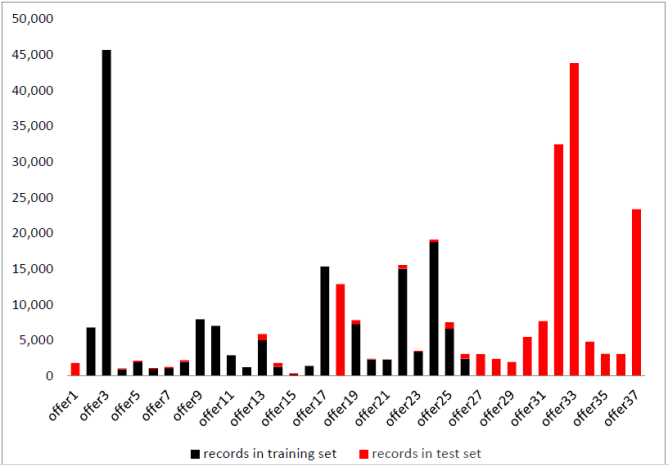 50,000
45,000
40,000
35,000
30,000
25,000
20,000
15,000
10,000
5,000
0
offer1
offer3
offer5
offer7
offer9
offer11
offer13
offer15
offer17
offer19
offer21
offer23
offer25
offer27
offer29
offer31
offer33
offer35
offer37
records in training set records in test set